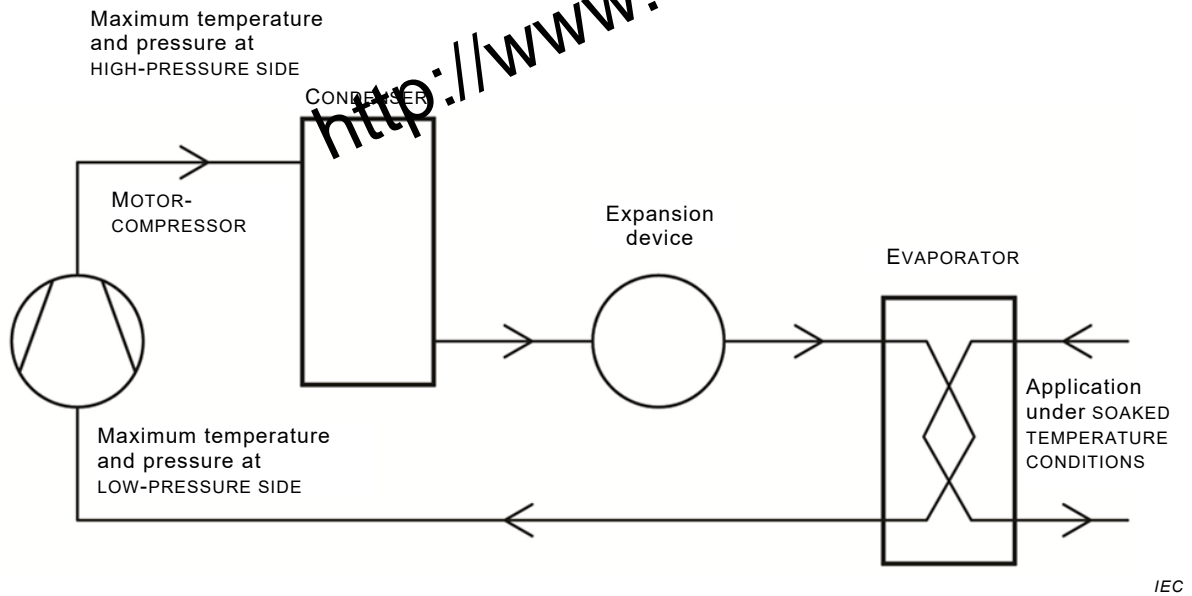 Maximum temperature
and pressure at
HIGH-PRESSURE SIDE
CONDENSER
http://www.
MOTOR-
COMPRESSOR
Expansion
device
EVAPORATOR
Application
under SOAKED
TEMPERATURE
CONDITIONS
Maximum temperature
and pressure at
LOW-PRESSURE SIDE
IEC